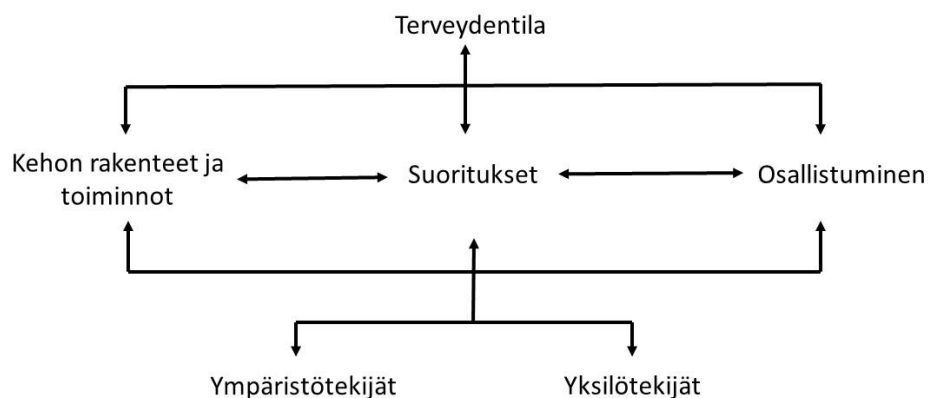 Terveydentila
Kehon rakenteet ja
toiminnot
Suoritukset
Osallistuminen
Ympäristötekijät
Yksilötekijät